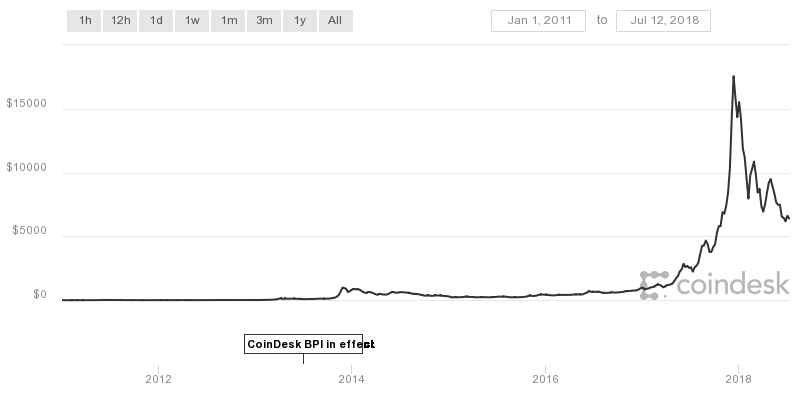 1h 12h 1d 1w 1m 3m 1y All Jan 1, 2011 to Jul 12, 2018
$15000
$10000
$5000
$0
coindesk
CoinDesk BPI in effect
2012 2014 2016 2018